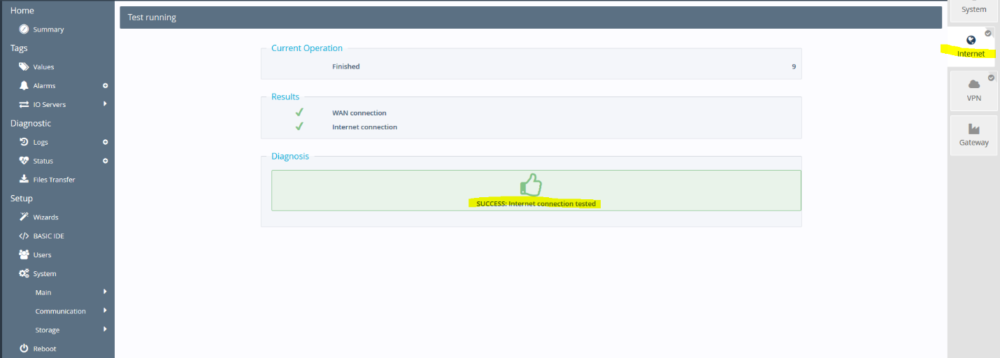 Home
Summary
Tags
Values
Alarms
IO Servers
Diagnostic
Logs
Status
Files Transfer
Setup
Wizards
BASIC IDE
Users
System
Main
Communication
Storage
Reboot
Test running
Current Operation
Finished 9
Results
WAN connection
Internet connection
Diagnosis
SUCCESS: Internet connection tested
System
Internet
VPN
Gateway